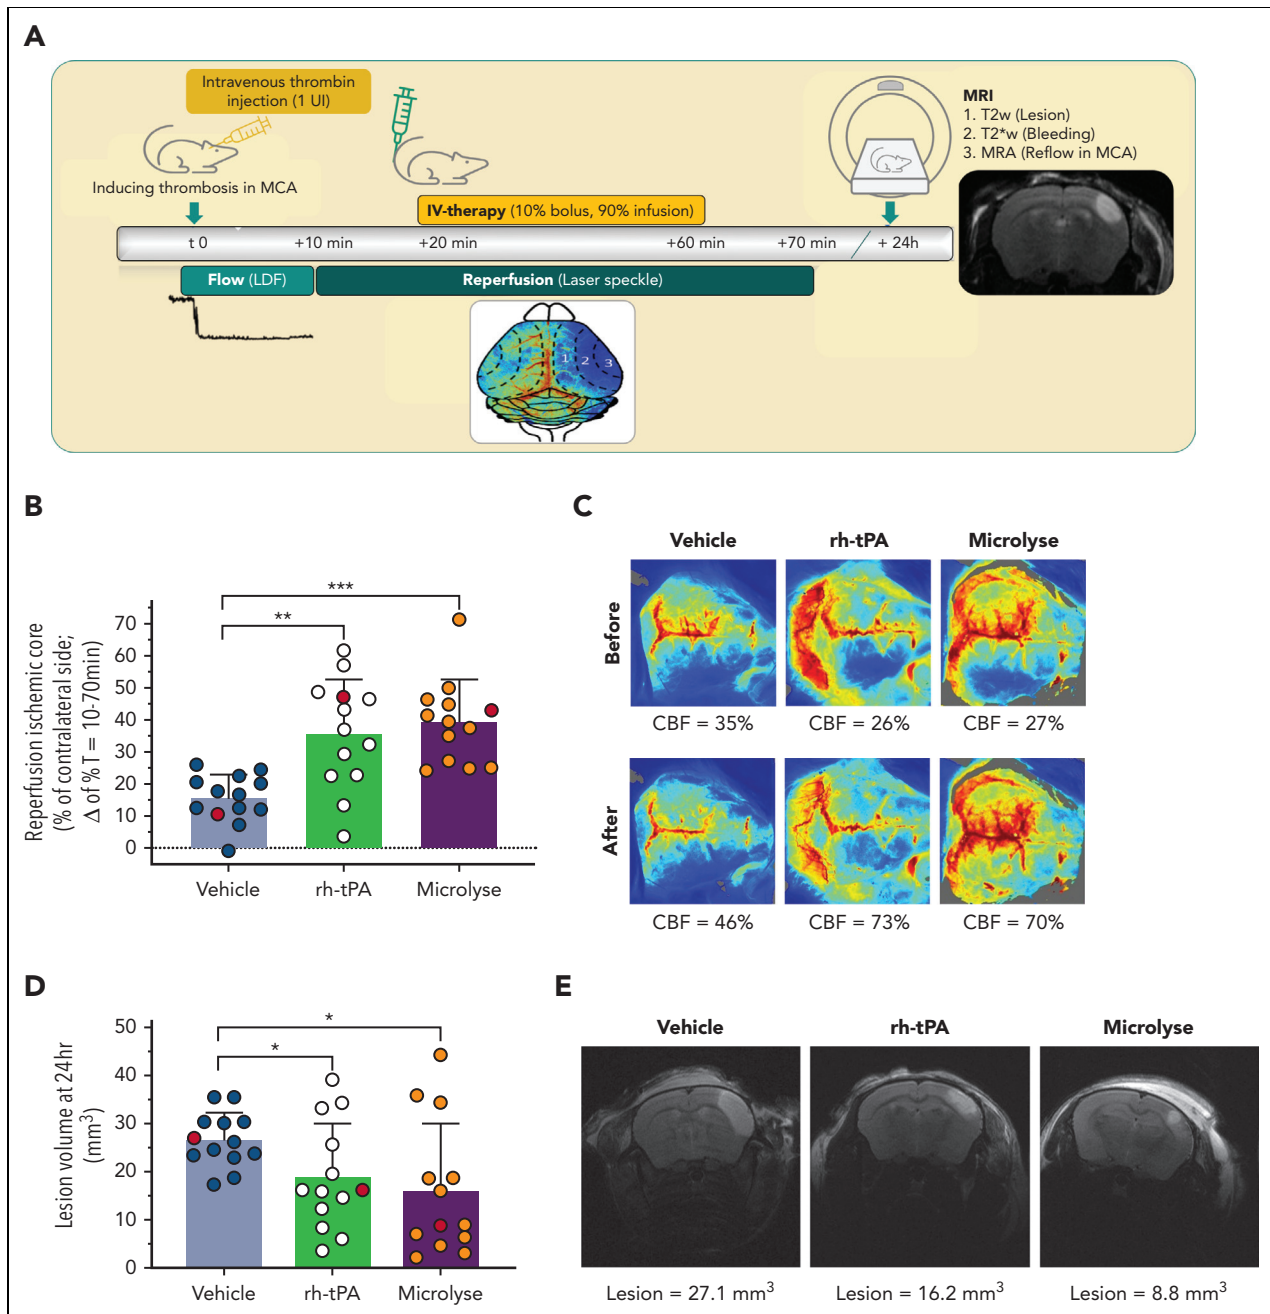 A
Intravenous thrombin
injection (1 UI)
Inducing thrombosis in MCA
MRI
1. T2w (Lesion)
2. T2*w (Bleeding)
3. MRA (Reflow in MCA)
IV-therapy (10% bolus, 90% infusion)
t 0 +10 min +20 min +60 min +70 min + 24h
Flow (LDF)
Reperfusion (Laser speckle)
1 2 3
B
Reperfusion ischemic core
(% of contralateral side;
Δ of % T = 10-70min)
70
60
50
40
30
20
10
0
***
**
Vehicle rh-tPA Microlyse
C
Vehicle rh-tPA Microlyse
Before
CBF = 35% CBF = 26% CBF = 27%
After
CBF = 46% CBF = 73% CBF = 70%
D
Lesion volume at 24hr
(mm³)
50
40
30
20
10
0
*
*
Vehicle rh-tPA Microlyse
E
Vehicle rh-tPA Microlyse
Lesion = 27.1 mm³ Lesion = 16.2 mm³ Lesion = 8.8 mm³